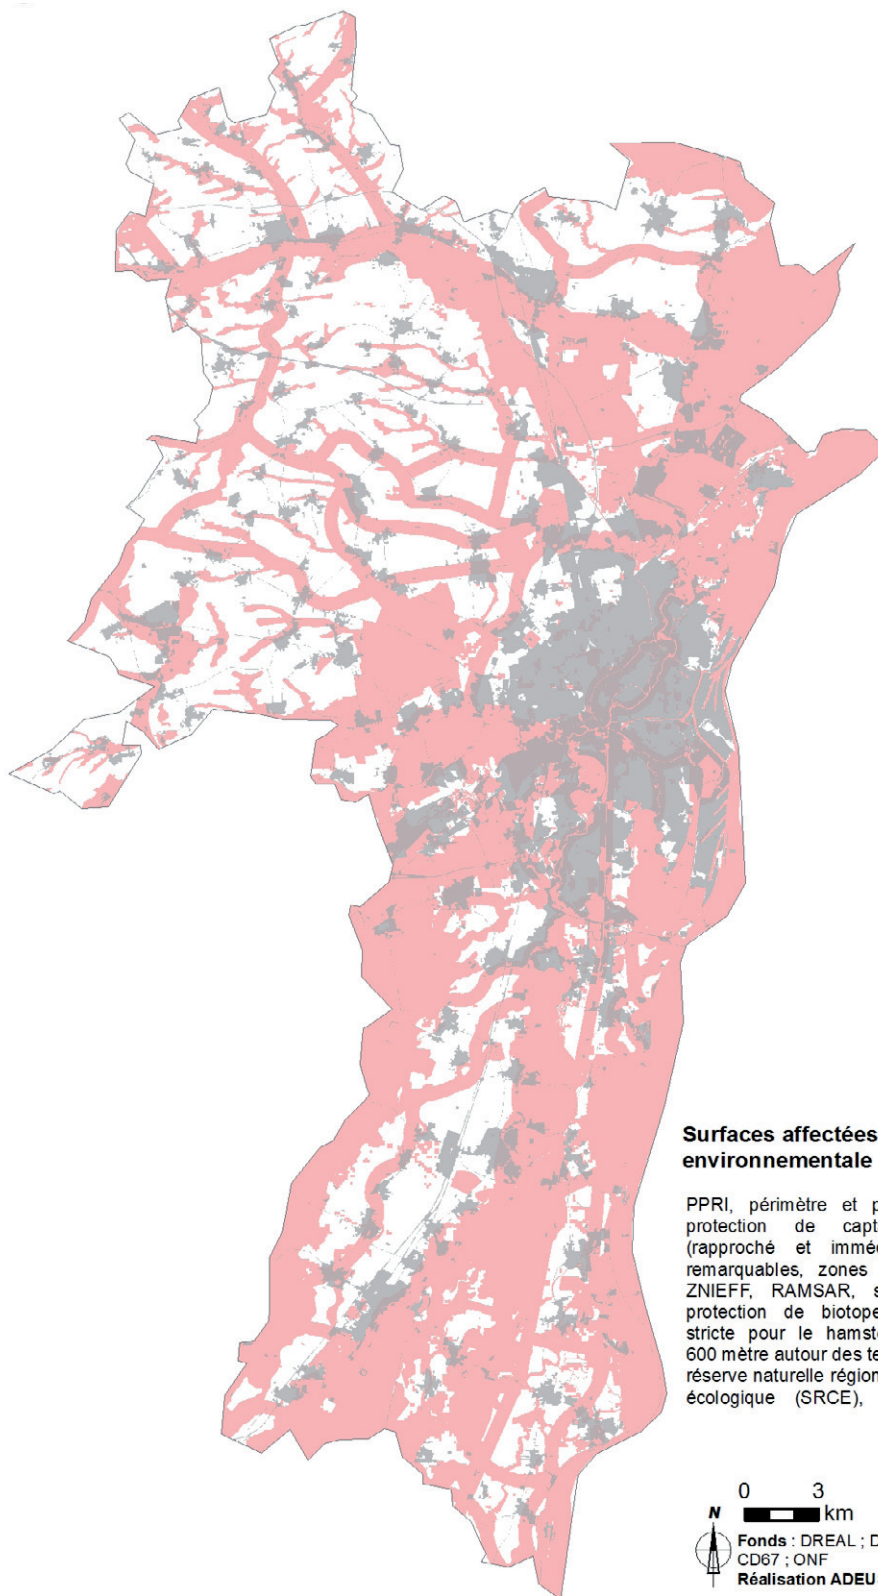 Surfaces affectées
environnementale
PPRI, périmètre et p
protection de capt
(rapproché et immé
remarquables, zones
ZNIEFF, RAMSAR, s
protection de biotope
stricte pour le hamst
600 mètre autour des te
réserve naturelle région
écologique (SRCE),
0 3
km
N
Fonds : DREAL ; D
CD67 ; ONF
Réalisation ADEU